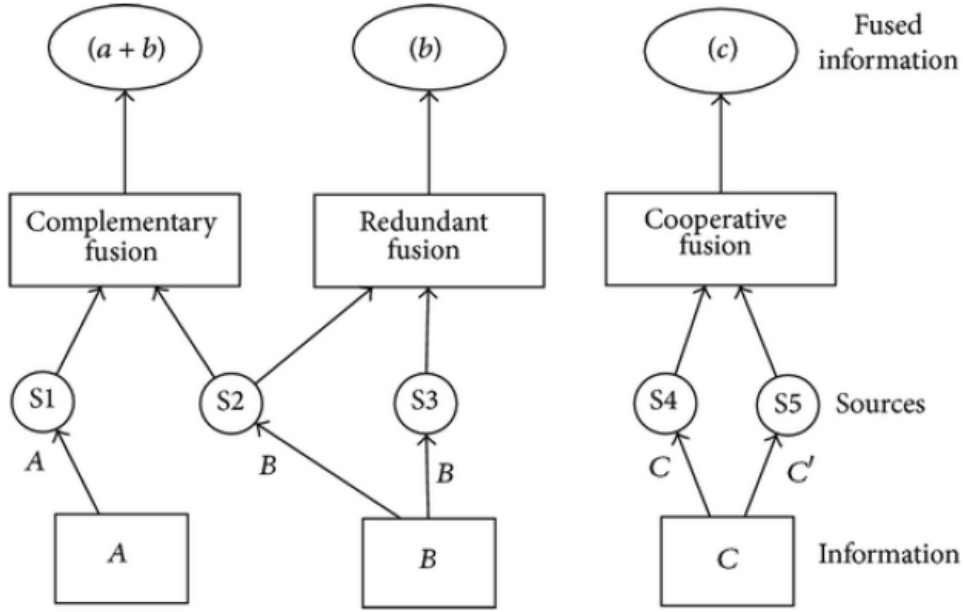 (a + b)
(b)
(c)
Fused
information
Complementary
fusion
Redundant
fusion
Cooperative
fusion
S1
S2
S3
S4
S5
Sources
A
B
B
C
C′
A
B
C
Information